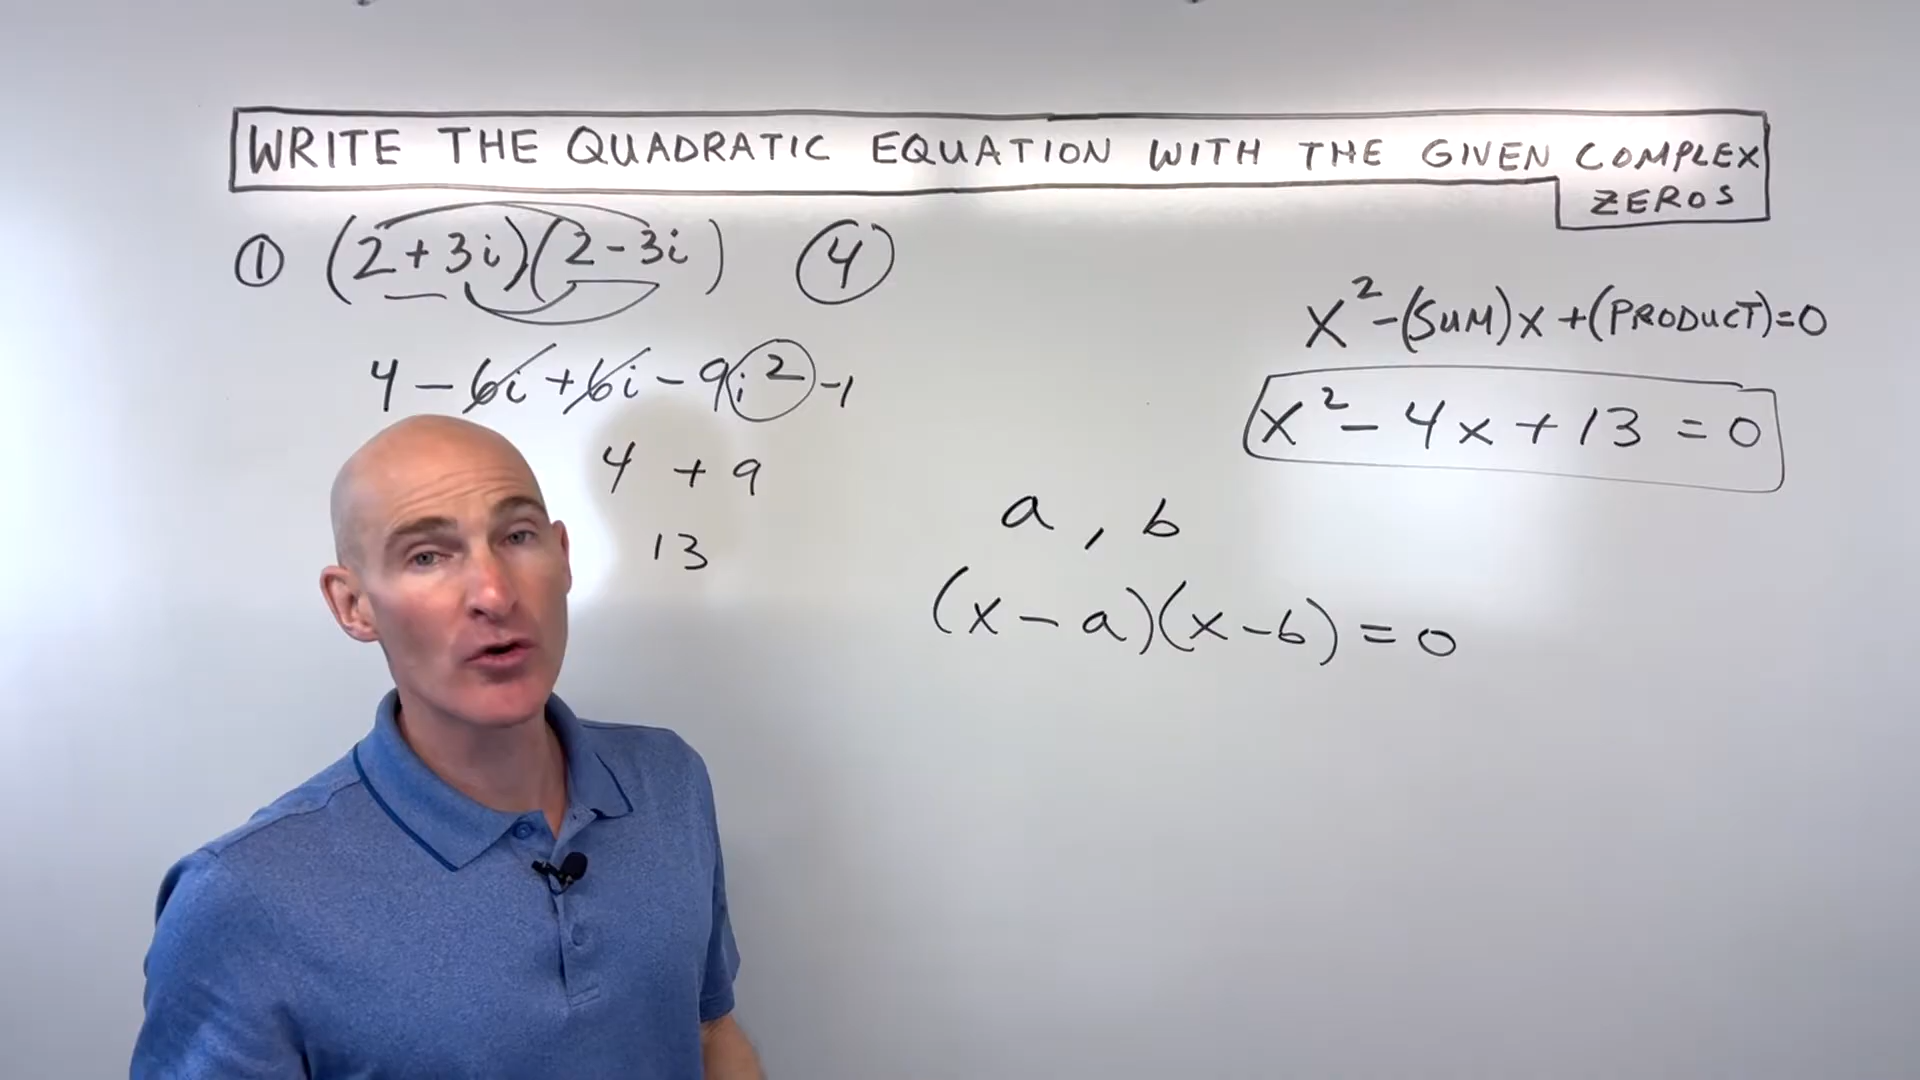 WRITE THE QUADRATIC EQUATION WITH THE GIVEN COMPLEX
ZEROS
① (2+3i)(2-3i) 4
x²-(SUM)x+(PRODUCT)=0
4-6i+6i-9i² -1
x²-4x+13=0
4+9
a, b
13
(x-a)(x-b)=0